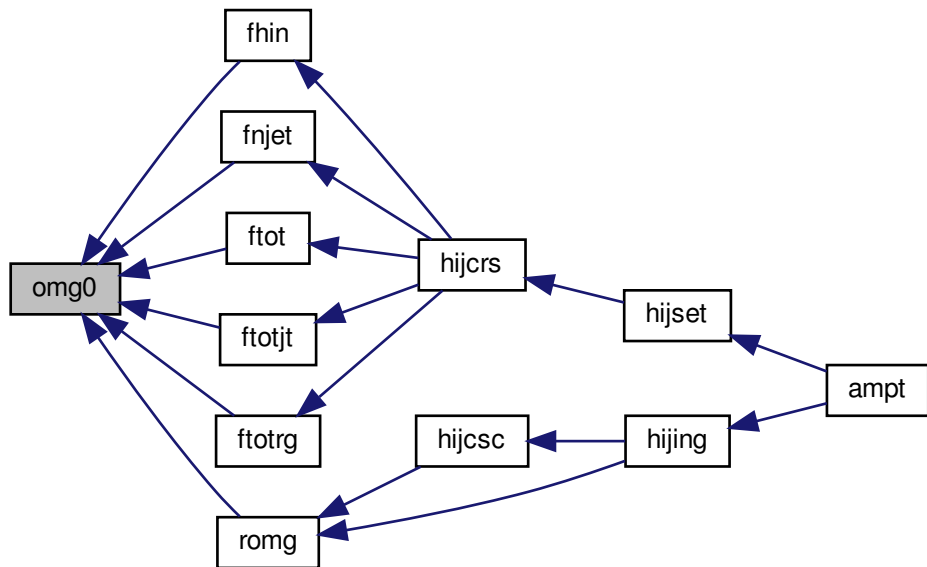 fhin
fnjet
ftot
hijcrs
omg0
hijset
ftotjt
ampt
ftotrg
hijcsc
hijing
romg